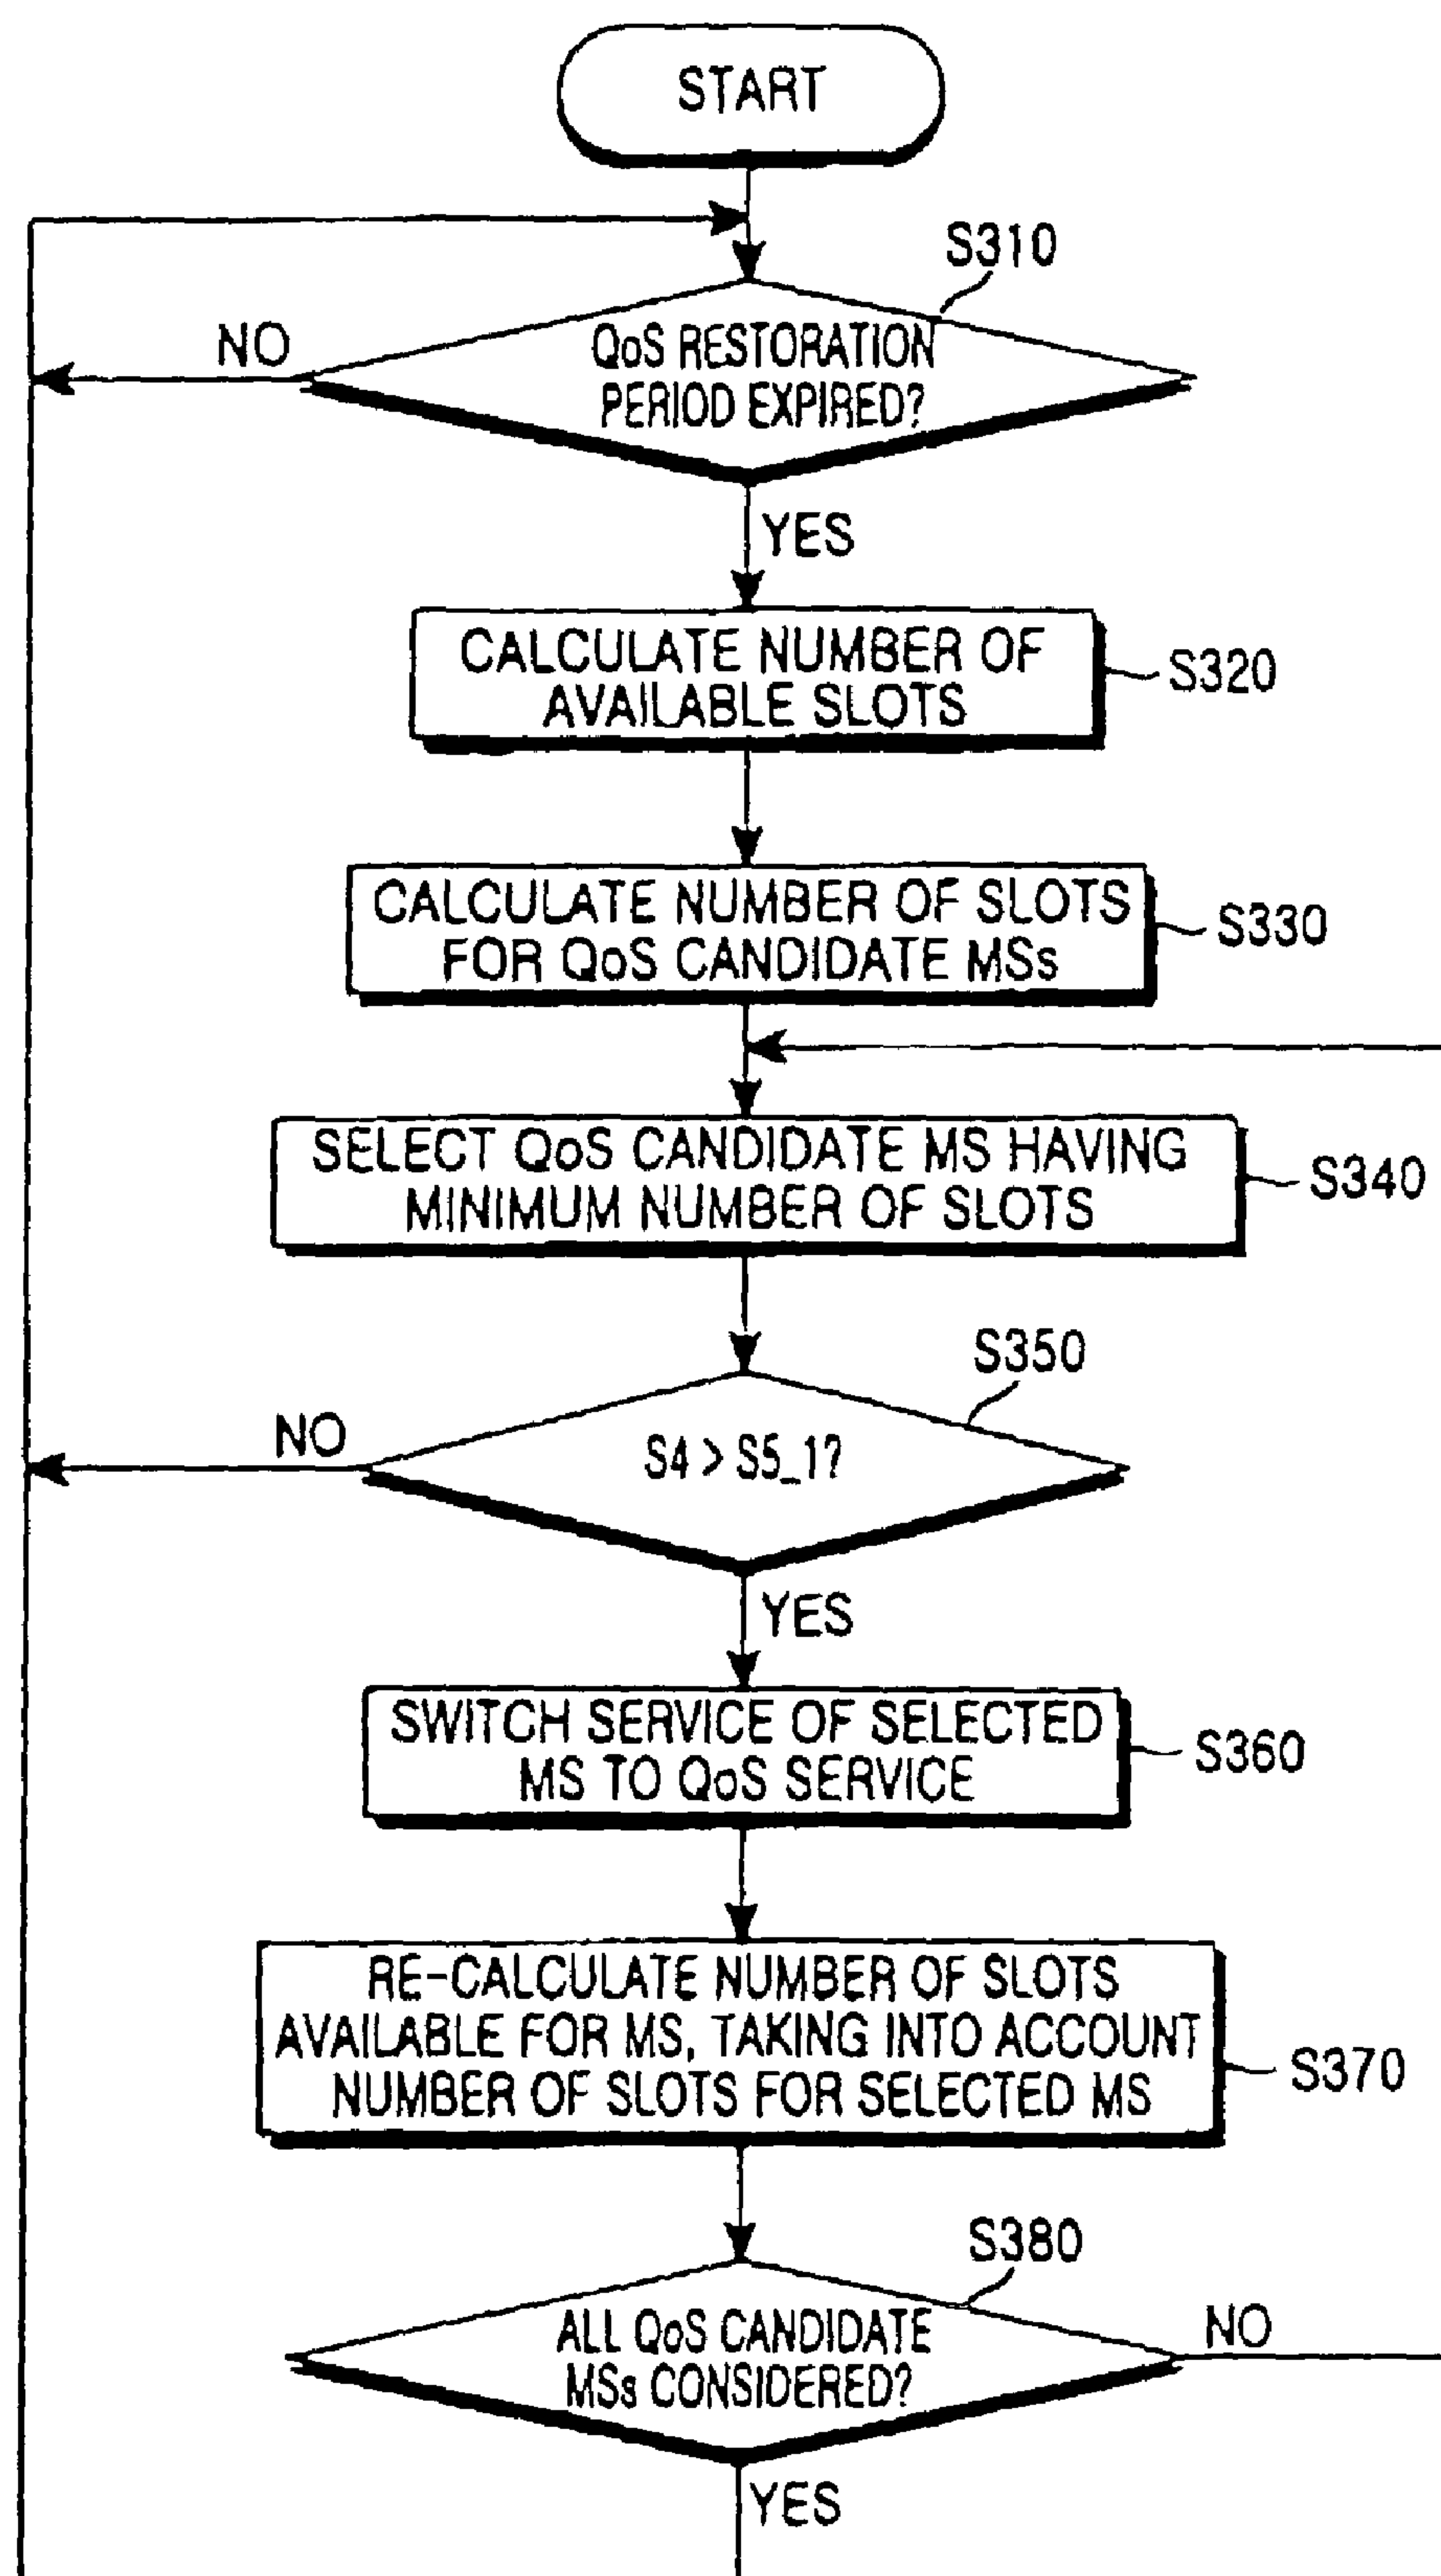 START
S310
QoS RESTORATION
PERIOD EXPIRED?
NO
YES
CALCULATE NUMBER OF
AVAILABLE SLOTS
S320
CALCULATE NUMBER OF SLOTS
FOR QoS CANDIDATE MSs
S330
SELECT QoS CANDIDATE MS HAVING
MINIMUM NUMBER OF SLOTS
S340
S350
S4 > S5_1?
NO
YES
SWITCH SERVICE OF SELECTED
MS TO QoS SERVICE
S360
RE-CALCULATE NUMBER OF SLOTS
AVAILABLE FOR MS, TAKING INTO ACCOUNT
NUMBER OF SLOTS FOR SELECTED MS
S370
S380
ALL QoS CANDIDATE
MSs CONSIDERED?
NO
YES